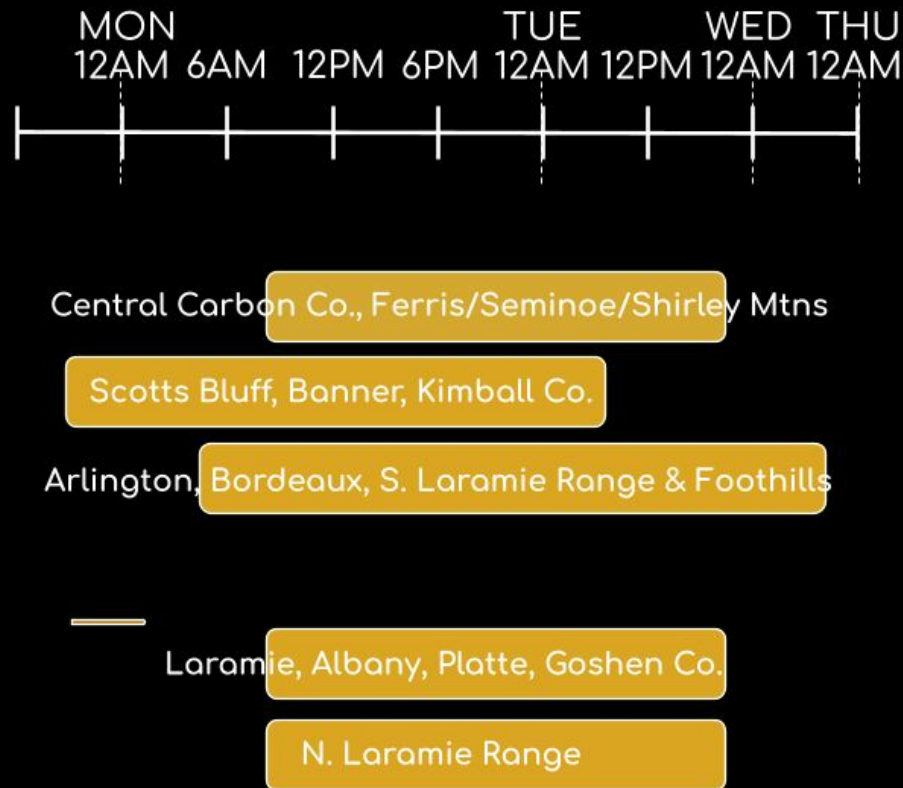 MON TUE WED THU
12AM 6AM 12PM 6PM 12AM 12PM 12AM 12AM
Central Carbon Co., Ferris/Seminoe/Shirley Mtns
Scotts Bluff, Banner, Kimball Co.
Arlington, Bordeaux, S. Laramie Range & Foothills
Laramie, Albany, Platte, Goshen Co.
N. Laramie Range